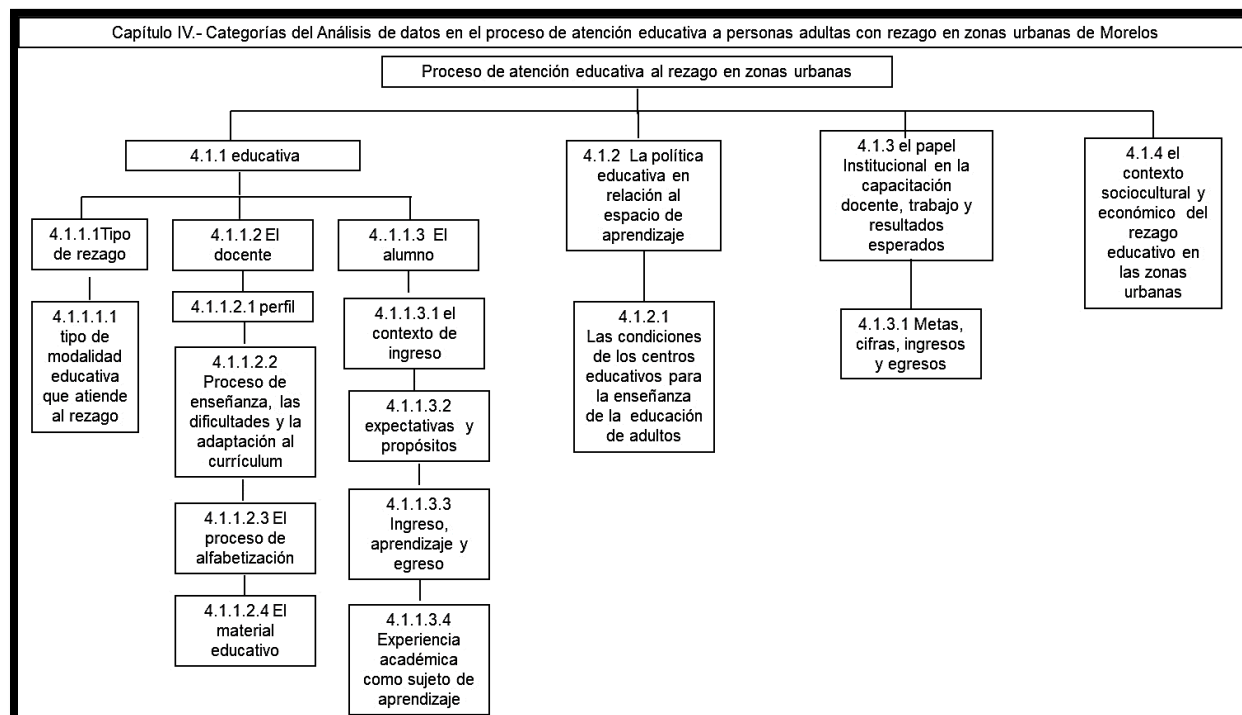 Capítulo IV.- Categorías del Análisis de datos en el proceso de atención educativa a personas adultas con rezago en zonas urbanas de Morelos
Proceso de atención educativa al rezago en zonas urbanas
4.1.1 educativa
4.1.1.1Tipo
de rezago
4.1.1.1.1
tipo de
modalidad
educativa
que atiende
al rezago
4.1.1.2 El
docente
4.1.1.2.1 perfil
4.1.1.2.2
Proceso de
enseñanza, las
dificultades y la
adaptación al
currículum
4.1.1.2.3 El
proceso de
alfabetización
4.1.1.2.4 El
material
educativo
4..1.1.3 El
alumno
4.1.1.3.1 el
contexto de
ingreso
4.1.1.3.2
expectativas y
propósitos
4.1.1.3.3
Ingreso,
aprendizaje y
egreso
4.1.1.3.4
Experiencia
académica
como sujeto de
aprendizaje
4.1.2 La política
educativa en
relación al
espacio de
aprendizaje
4.1.2.1
Las condiciones
de los centros
educativos para
la enseñanza
de la educación
de adultos
4.1.3 el papel
Institucional en la
capacitación
docente, trabajo y
resultados
esperados
4.1.3.1 Metas,
cifras, ingresos
y egresos
4.1.4 el
contexto
sociocultural y
económico del
rezago
educativo en
las zonas
urbanas